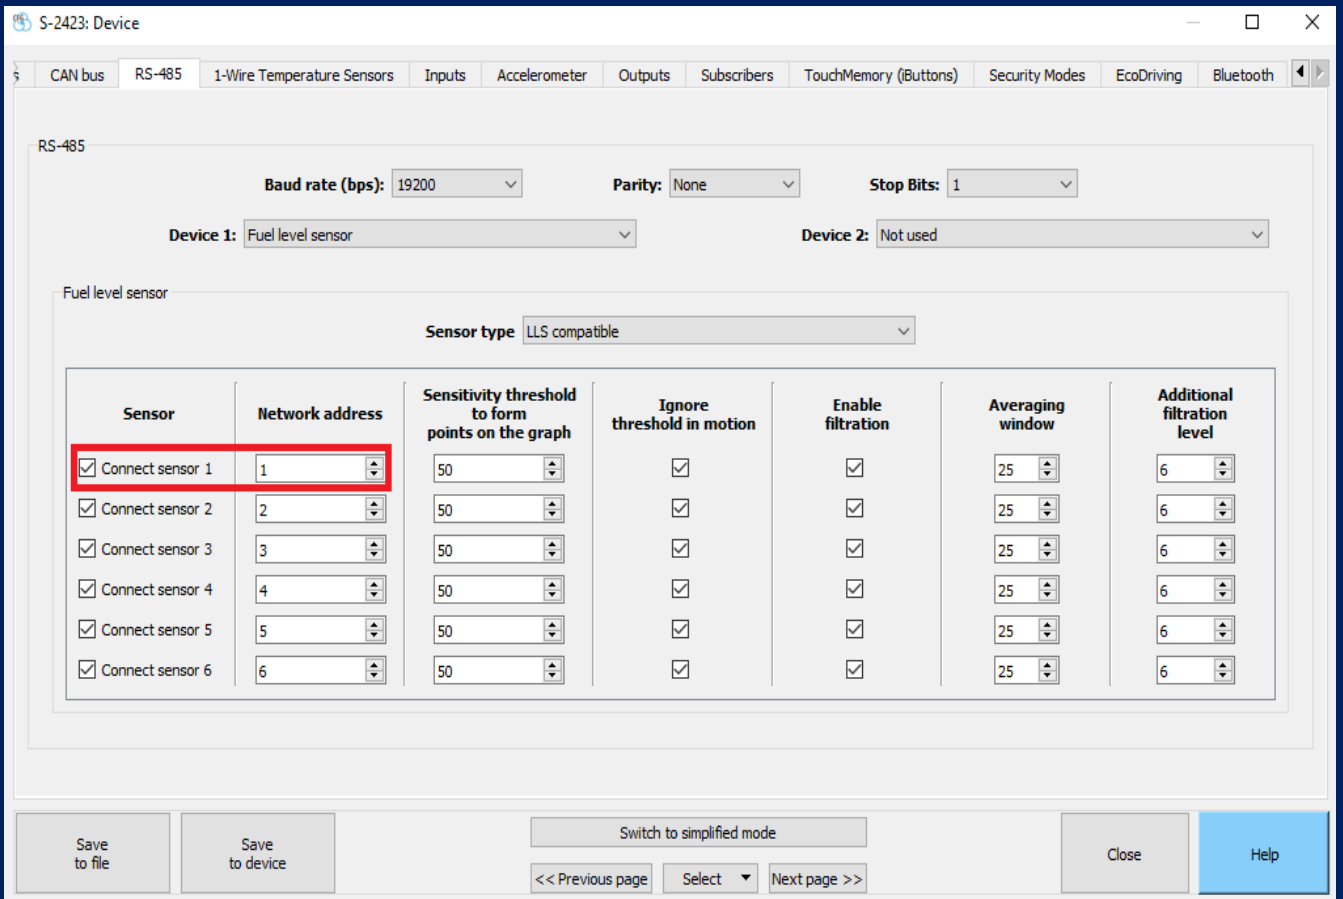 S-2423: Device
CAN bus RS-485 1-Wire Temperature Sensors Inputs Accelerometer Outputs Subscribers TouchMemory (iButtons) Security Modes EcoDriving Bluetooth
RS-485
Baud rate (bps): 19200 Parity: None Stop Bits: 1
Device 1: Fuel level sensor Device 2: Not used
Fuel level sensor
Sensor type LLS compatible
Sensor Network address Sensitivity threshold to form points on the graph Ignore threshold in motion Enable filtration Averaging window Additional filtration level
Connect sensor 1 1 50 25 6
Connect sensor 2 2 50 25 6
Connect sensor 3 3 50 25 6
Connect sensor 4 4 50 25 6
Connect sensor 5 5 50 25 6
Connect sensor 6 6 50 25 6
Save to file
Save to device
Switch to simplified mode
<< Previous page Select Next page >>
Close
Help